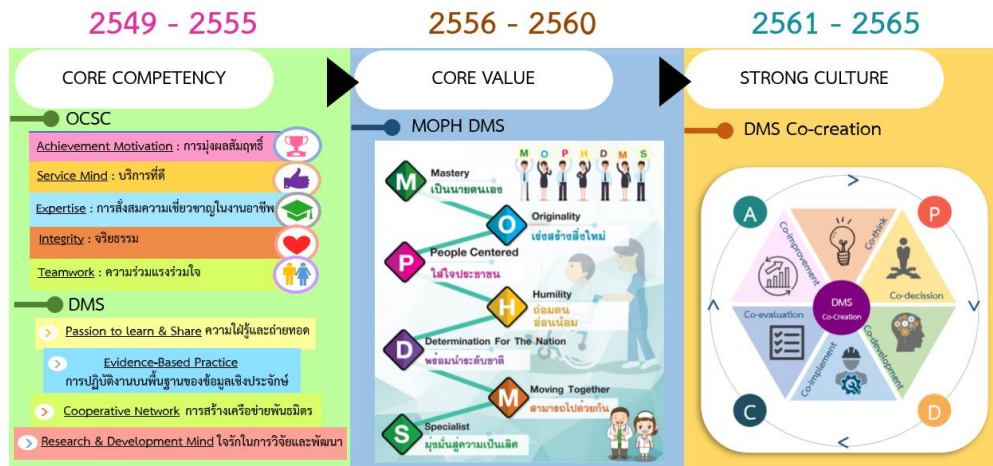 2549 - 2555
CORE COMPETENCY
OCSC
Achievement Motivation : การมุ่งผลสัมฤทธิ์
Service Mind : บริการที่ดี
Expertise : การสั่งสมความเชี่ยวชาญในงานอาชีพ
Integrity : จริยธรรม
Teamwork : ความร่วมแรงร่วมใจ
DMS
Passion to learn & Share ความใฝ่รู้และถ่ายทอด
Evidence-Based Practice
การปฏิบัติงานบนพื้นฐานของข้อมูลเชิงประจักษ์
Cooperative Network การสร้างเครือข่ายพันธมิตร
Research & Development Mind ใจรักในการวิจัยและพัฒนา
2556 - 2560
CORE VALUE
MOPH DMS
M O P H D M S
M
Mastery
เป็นนายตนเอง
O
Originality
เร่งสร้างสิ่งใหม่
P
People Centered
ใส่ใจประชาชน
H
Humility
ถ่อมตน
อ่อนน้อม
D
Determination For The Nation
พร้อมนำระดับชาติ
M
Moving Together
สามารถไปด้วยกัน
S
Specialist
มุ่งมั่นสู่ความเป็นเลิศ
2561 - 2565
STRONG CULTURE
DMS Co-creation
A
P
Co-improvement
Co-think
Co-decission
DMS
Co-Creation
Co-evaluation
Co-implement
Co-development
C
D